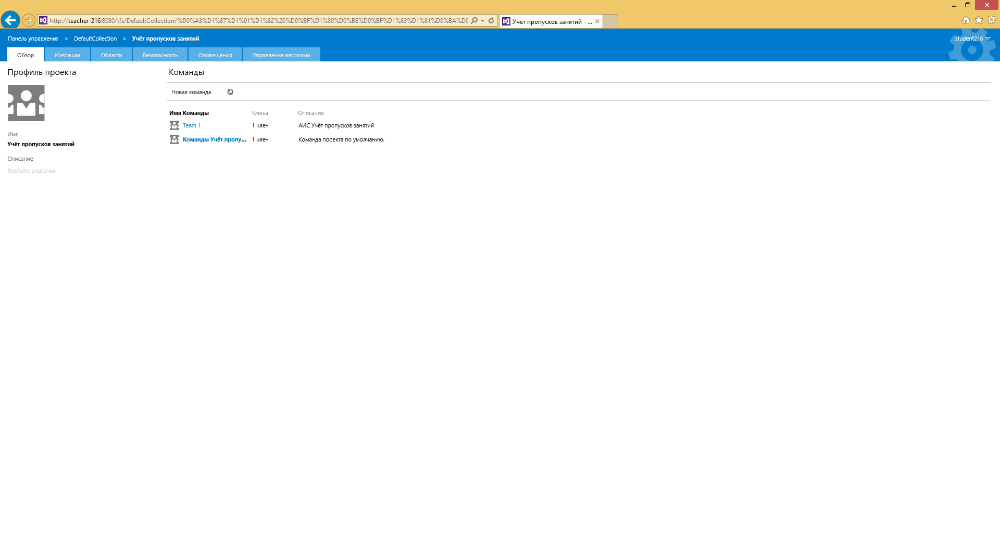 http://teacher-216:8080/tfs/DefaultCollection/%D0%A3%D1%87%D1%91%D1%82%20%D0%BF%D1%80%D0%BE%D0%BF%D1%83%D1%81%D0%BA%D0
Учёт пропусков занятий - ...
Панель управления > DefaultCollection > Учёт пропусков занятий
student216
Обзор Итерации Области Безопасность Оповещения Управление версиями
Профиль проекта
Имя
Учёт пропусков занятий
Описание
Введите описание
Команды
Новая команда
Имя Команды Члены Описание
Team 1 1 член АИС Учёт пропусков занятий
Команды Учёт пропу... 1 член Команда проекта по умолчанию.